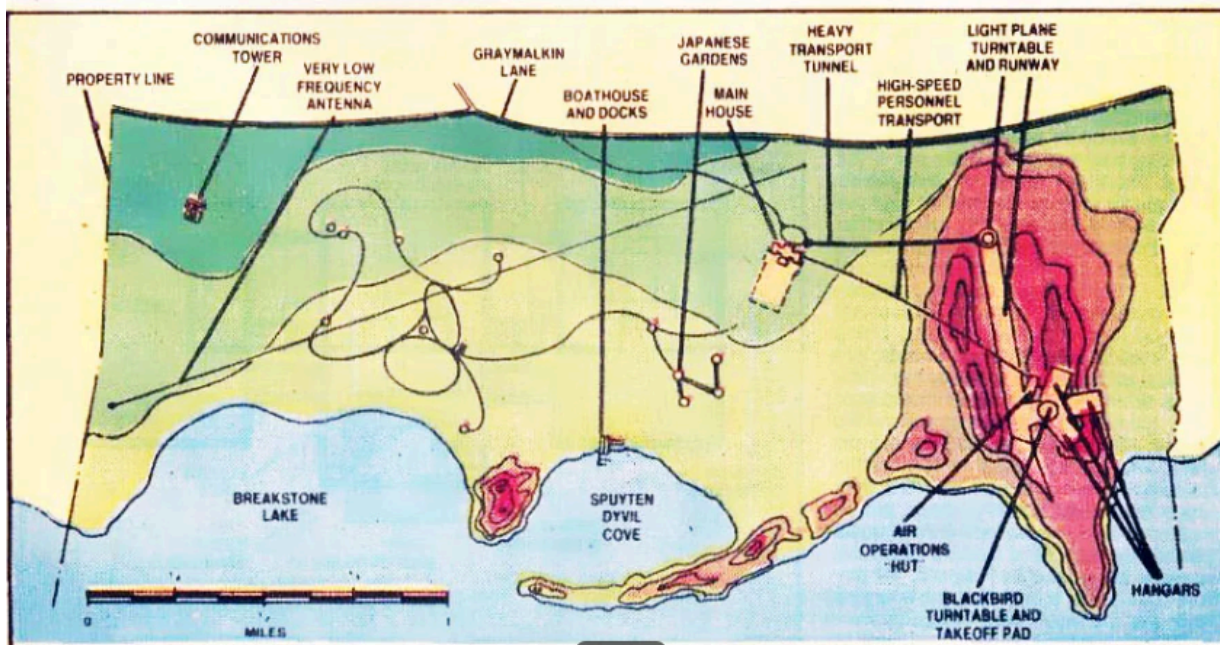 COMMUNICATIONS
TOWER
PROPERTY LINE
VERY LOW
FREQUENCY
ANTENNA
GRAYMALKIN
LANE
BOATHOUSE
AND DOCKS
JAPANESE
GARDENS
MAIN
HOUSE
HEAVY
TRANSPORT
TUNNEL
HIGH-SPEED
PERSONNEL
TRANSPORT
LIGHT PLANE
TURNTABLE
AND RUNWAY
BREAKSTONE
LAKE
SPUYTEN
DYVIL
COVE
AIR
OPERATIONS
"HUT"
BLACKBIRD
TURNTABLE AND
TAKEOFF PAD
HANGARS
0
1
MILES